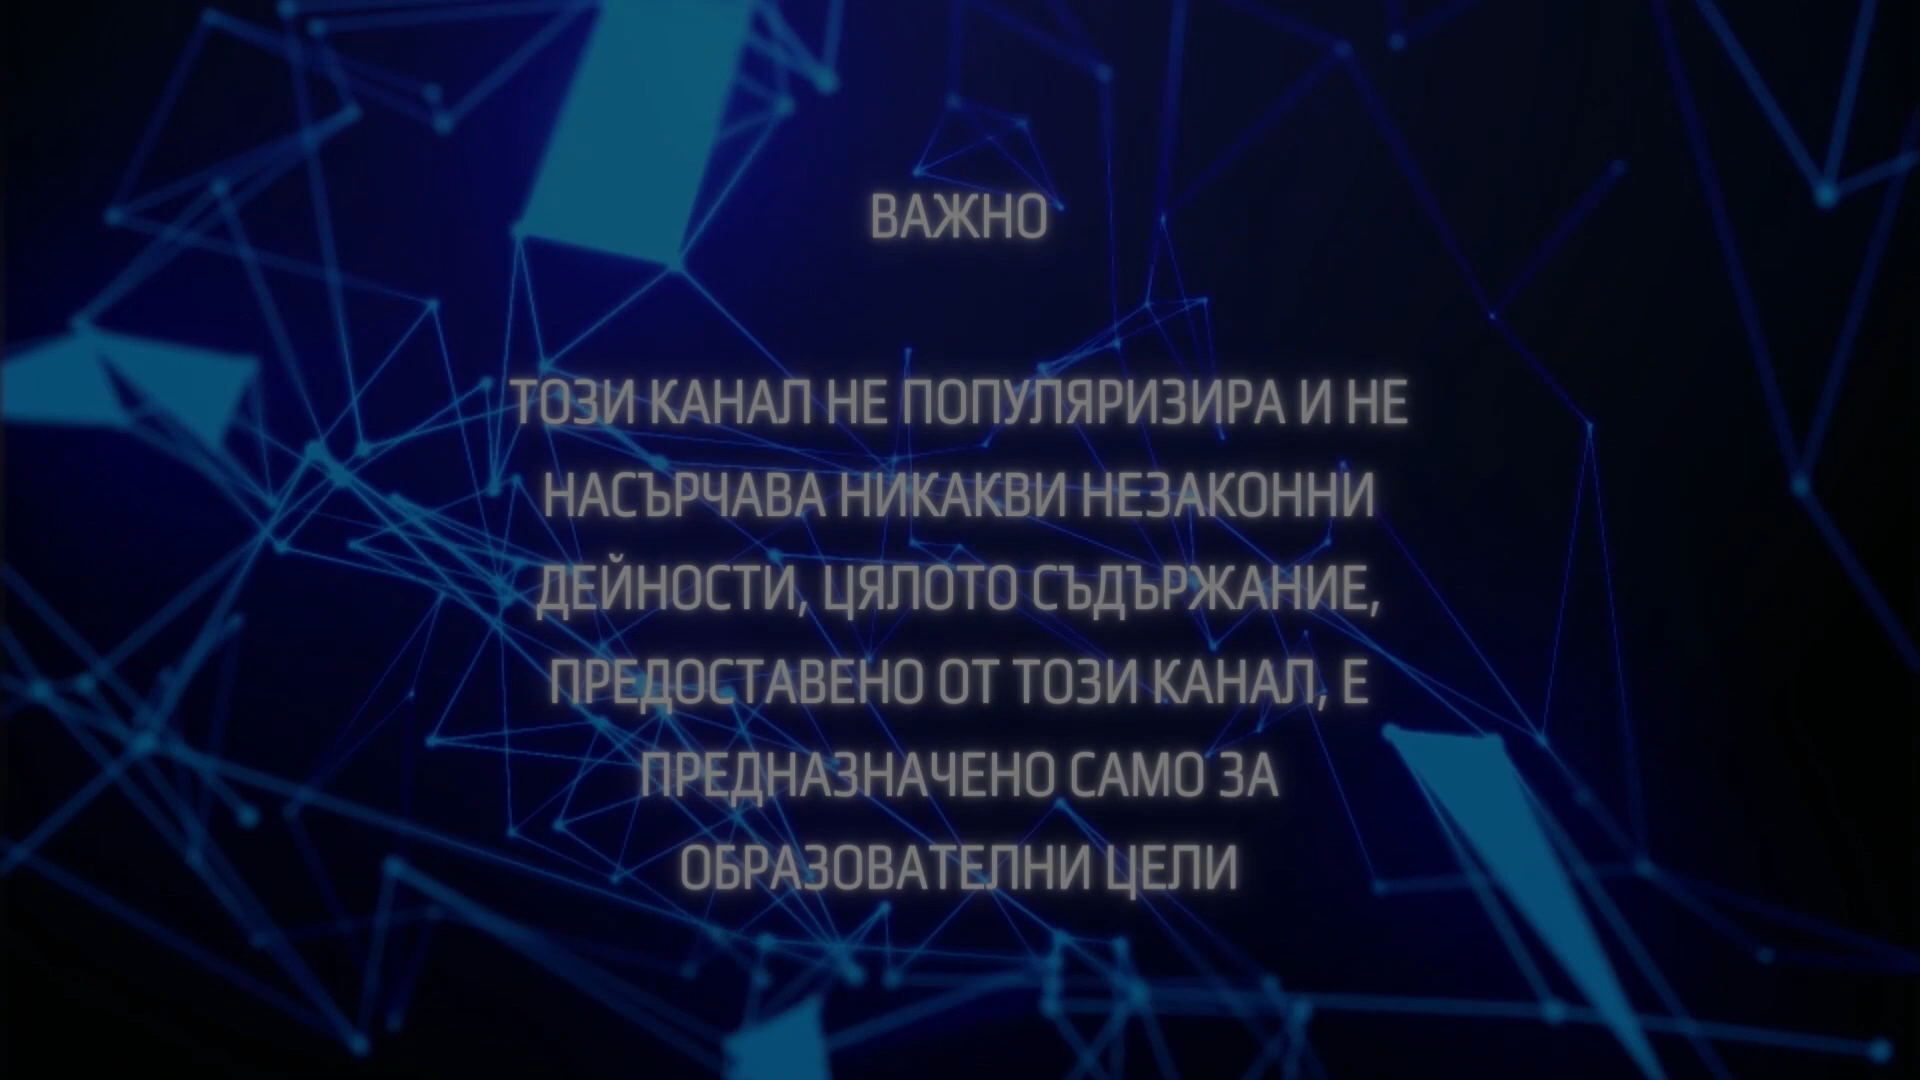 ВАЖНО
ТОЗИ КАНАЛ НЕ ПОПУЛЯРИЗИРА И НЕ
НАСЪРЧАВА НИКАКВИ НЕЗАКОННИ
ДЕЙНОСТИ, ЦЯЛОТО СЪДЪРЖАНИЕ,
ПРЕДОСТАВЕНО ОТ ТОЗИ КАНАЛ, Е
ПРЕДНАЗНАЧЕНО САМО ЗА
ОБРАЗОВАТЕЛНИ ЦЕЛИ